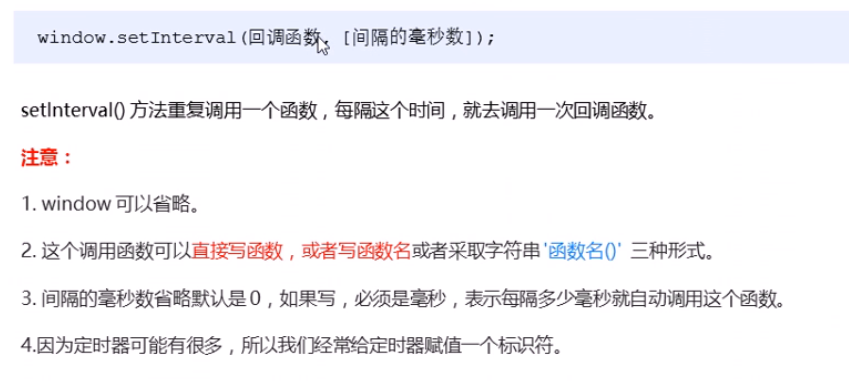 window.setInterval(回调函数, [间隔的毫秒数]);
setInterval() 方法重复调用一个函数，每隔这个时间，就去调用一次回调函数。
注意：
1. window 可以省略。
2. 这个调用函数可以直接写函数，或者写函数名或者采取字符串 '函数名()' 三种形式。
3. 间隔的毫秒数省略默认是 0，如果写，必须是毫秒，表示每隔多少毫秒就自动调用这个函数。
4.因为定时器可能有很多，所以我们经常给定时器赋值一个标识符。